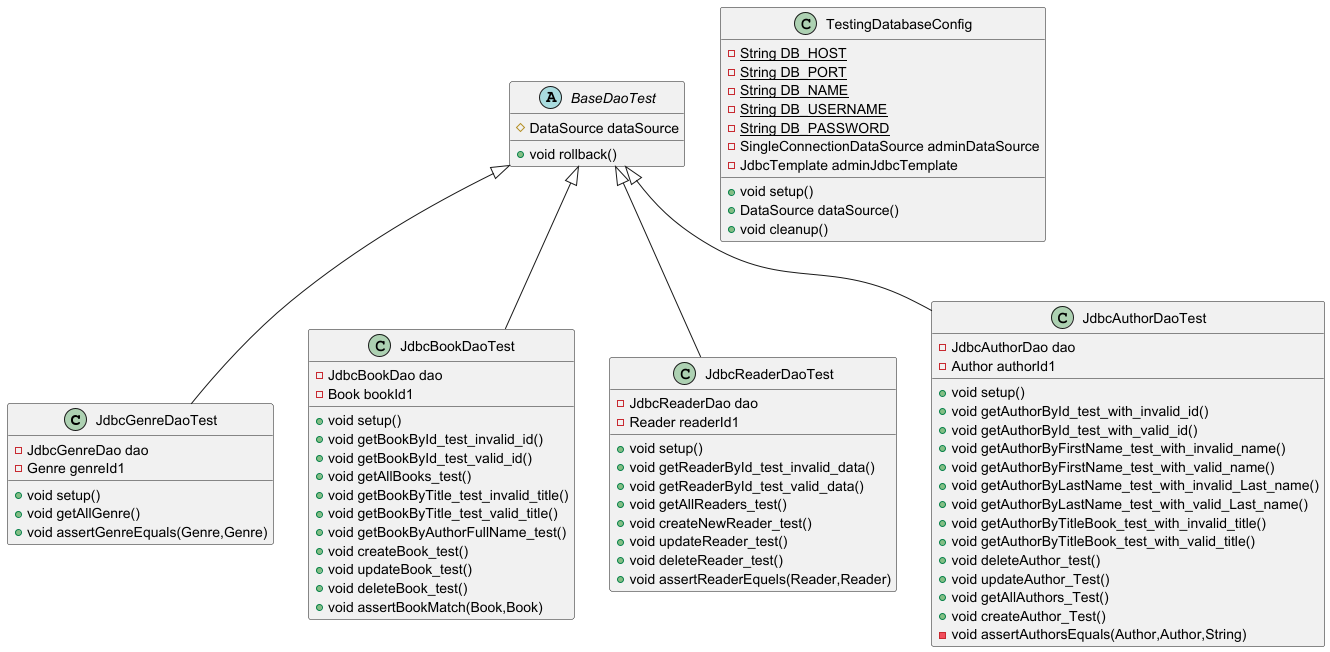 C TestingDatabaseConfig
String DB_HOST
String DB_PORT
String DB_NAME
String DB_USERNAME
String DB_PASSWORD
SingleConnectionDataSource adminDataSource
JdbcTemplate adminJdbcTemplate
void setup()
DataSource dataSource()
void cleanup()
A BaseDaoTest
DataSource dataSource
void rollback()
C JdbcGenreDaoTest
JdbcGenreDao dao
Genre genreId1
void setup()
void getAllGenre()
void assertGenreEquals(Genre,Genre)
C JdbcBookDaoTest
JdbcBookDao dao
Book bookId1
void setup()
void getBookById_test_invalid_id()
void getBookById_test_valid_id()
void getAllBooks_test()
void getBookByTitle_test_invalid_title()
void getBookByTitle_test_valid_title()
void getBookByAuthorFullName_test()
void createBook_test()
void updateBook_test()
void deleteBook_test()
void assertBookMatch(Book,Book)
C JdbcReaderDaoTest
JdbcReaderDao dao
Reader readerId1
void setup()
void getReaderById_test_invalid_data()
void getReaderById_test_valid_data()
void getAllReaders_test()
void createNewReader_test()
void updateReader_test()
void deleteReader_test()
void assertReaderEquels(Reader,Reader)
C JdbcAuthorDaoTest
JdbcAuthorDao dao
Author authorId1
void setup()
void getAuthorById_test_with_invalid_id()
void getAuthorById_test_with_valid_id()
void getAuthorByFirstName_test_with_invalid_name()
void getAuthorByFirstName_test_with_valid_name()
void getAuthorByLastName_test_with_invalid_Last_name()
void getAuthorByLastName_test_with_valid_Last_name()
void getAuthorByTitleBook_test_with_invalid_title()
void getAuthorByTitleBook_test_with_valid_title()
void deleteAuthor_test()
void updateAuthor_Test()
void getAllAuthors_Test()
void createAuthor_Test()
void assertAuthorsEquals(Author,Author,String)